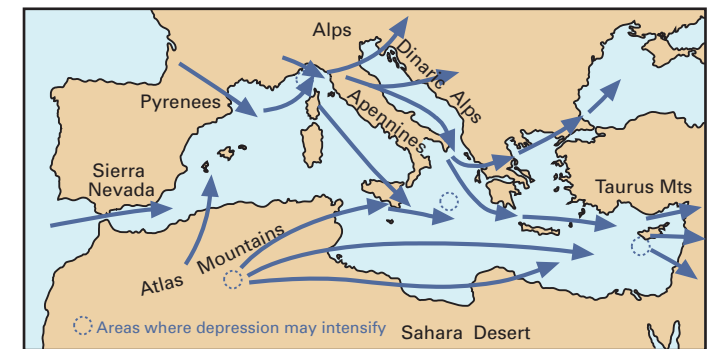 Alps
Dinaric Alps
Pyrenees
Apennines
Sierra
Nevada
Taurus Mts
Atlas Mountains
Areas where depression may intensify
Sahara Desert